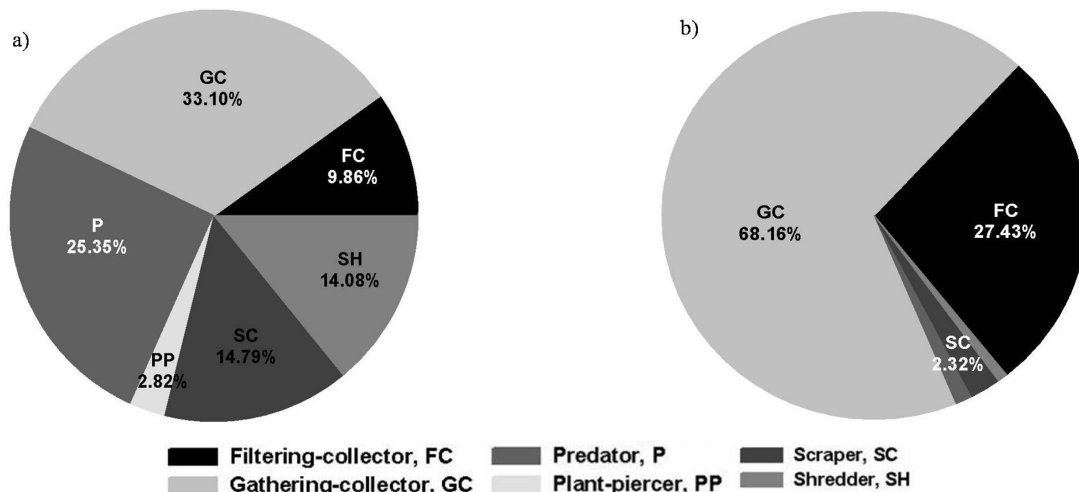 a)
GC
33.10%
FC
9.86%
P
25.35%
SH
14.08%
SC
14.79%
PP
2.82%
b)
GC
68.16%
FC
27.43%
SC
2.32%
Filtering-collector, FC
Predator, P
Scraper, SC
Gathering-collector, GC
Plant-piercer, PP
Shredder, SH